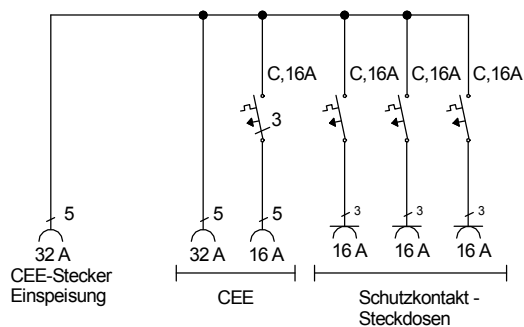 C,16A C,16A C,16A C,16A
3
5 5 5 3 3 3
32 A 32 A 16 A 16 A 16 A 16 A
CEE-Stecker
Einspeisung
CEE
Schutzkontakt -
Steckdosen